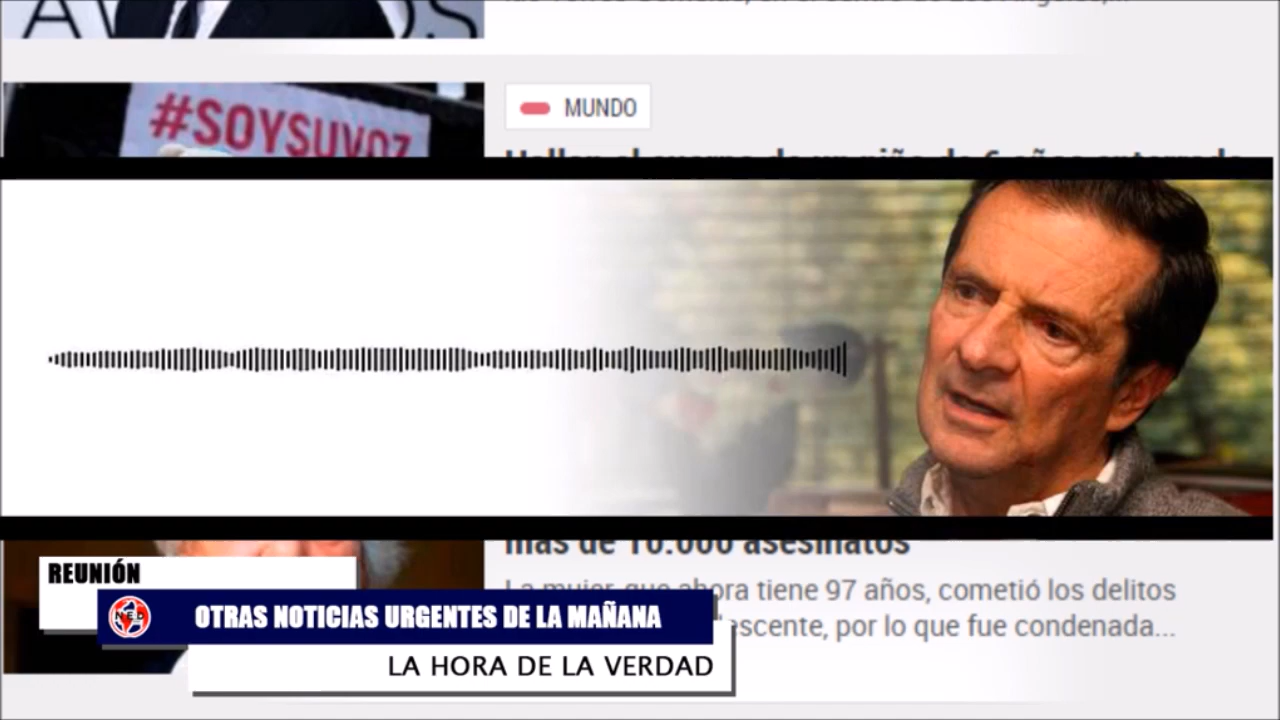 #SOYSUVOZ
MUNDO
más de 10.000 asesinatos
La mujer, que ahora tiene 97 años, cometió los delitos
escente, por lo que fue condenada...
REUNIÓN
OTRAS NOTICIAS URGENTES DE LA MAÑANA
LA HORA DE LA VERDAD